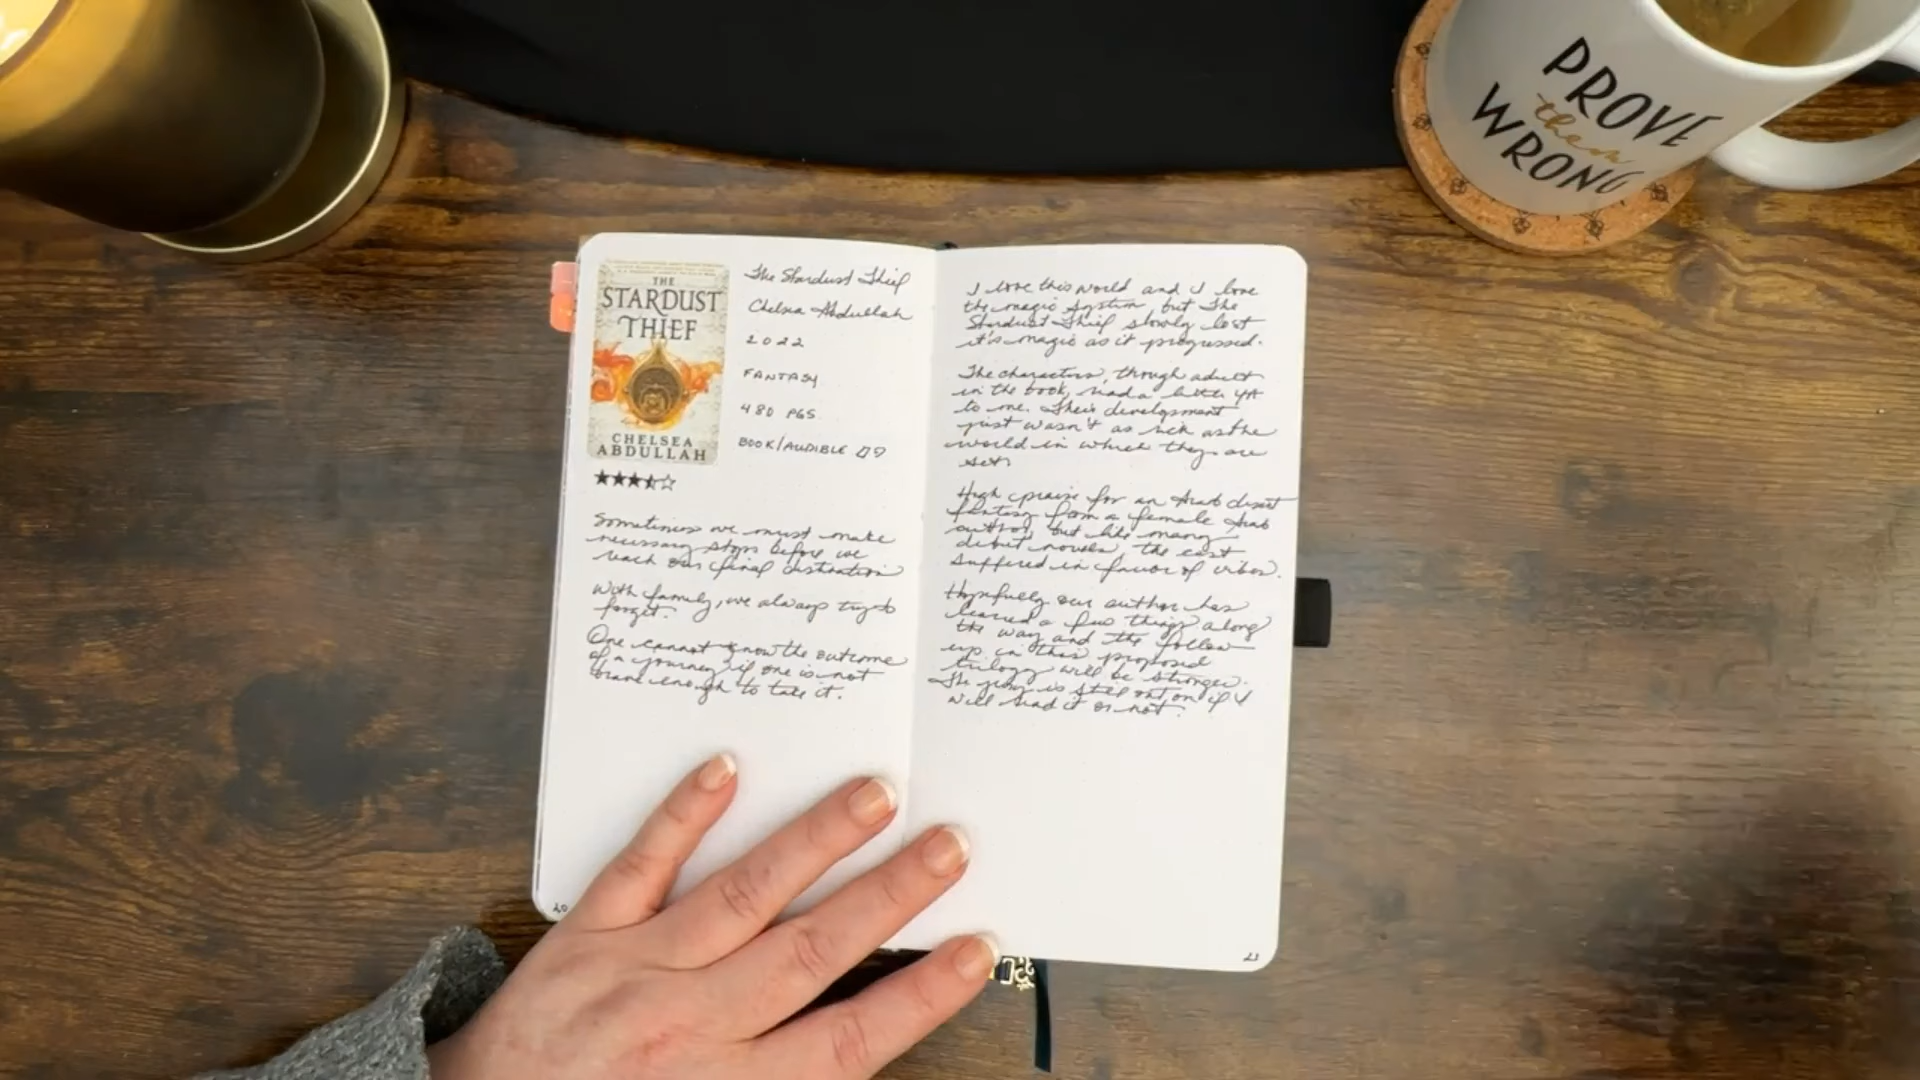 PROVE
them
WRONG
THE
STARDUST
THIEF
CHELSEA
ABDULLAH
The Stardust Thief
Chelsea Abdullah
2022
FANTASY
480 PGS.
BOOK/AUDIBLE
Sometimes we must make
necessary stops before we
reach our final destination
With family, we always try to
forget.
One cannot know the outcome
of a journey if one is not
brave enough to take it.
20
I love this world and I love
the magic system but The
Stardust Thief slowly lost
it's magic as it progressed.
The characters, though adult
in the book, read a little YA
to me. Their development
just wasn't as rich as the
world in which they are
set.
High praise for an Arab desert
fantasy from a female Arab
author, but like many
debut novels, the cast
suffered in favor of vibes.
Hopefully our author has
learned a few things along
the way and the follow
up in this proposed
trilogy will be stronger.
The jury is still out on if I
will read it or not.
21